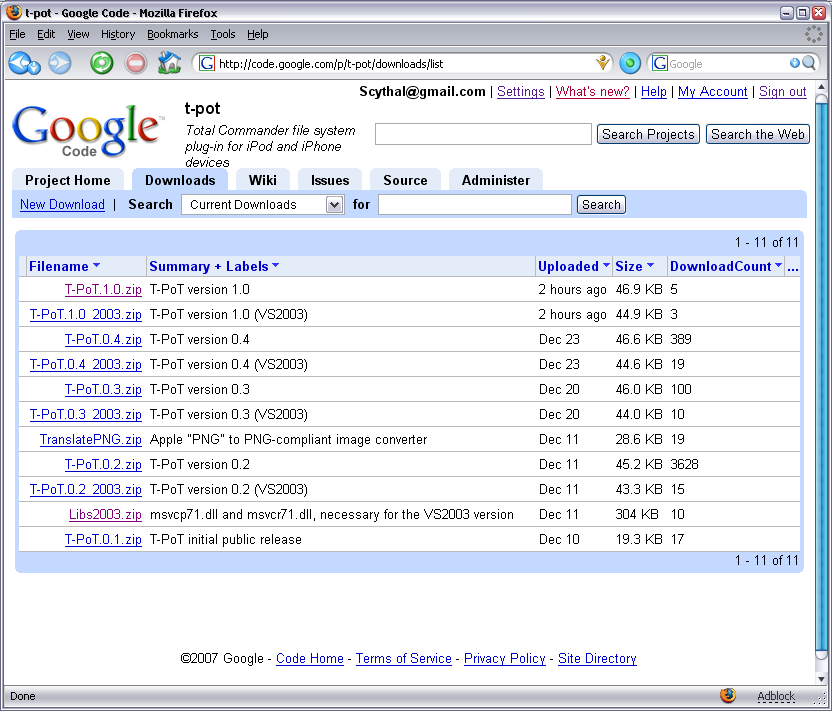 t-pot - Google Code - Mozilla Firefox
File Edit View History Bookmarks Tools Help
G http://code.google.com/p/t-pot/downloads/list G Google
Scythal@gmail.com | Settings | What's new? | Help | My Account | Sign out
Google™
Code
t-pot
Total Commander file system
plug-in for iPod and iPhone
devices
Search Projects Search the Web
Project Home Downloads Wiki Issues Source Administer
New Download | Search Current Downloads for Search
1 - 11 of 11
Filename Summary + Labels Uploaded Size DownloadCount ...
T-PoT.1.0.zip T-PoT version 1.0 2 hours ago 46.9 KB 5
T-PoT.1.0_2003.zip T-PoT version 1.0 (VS2003) 2 hours ago 44.9 KB 3
T-PoT.0.4.zip T-PoT version 0.4 Dec 23 46.6 KB 389
T-PoT.0.4_2003.zip T-PoT version 0.4 (VS2003) Dec 23 44.6 KB 19
T-PoT.0.3.zip T-PoT version 0.3 Dec 20 46.0 KB 100
T-PoT.0.3_2003.zip T-PoT version 0.3 (VS2003) Dec 20 44.0 KB 10
TranslatePNG.zip Apple "PNG" to PNG-compliant image converter Dec 11 28.6 KB 19
T-PoT.0.2.zip T-PoT version 0.2 Dec 11 45.2 KB 3628
T-PoT.0.2_2003.zip T-PoT version 0.2 (VS2003) Dec 11 43.3 KB 15
Libs2003.zip msvcp71.dll and msvcr71.dll, necessary for the VS2003 version Dec 11 304 KB 10
T-PoT.0.1.zip T-PoT initial public release Dec 10 19.3 KB 17
1 - 11 of 11
©2007 Google - Code Home - Terms of Service - Privacy Policy - Site Directory
Done Adblock